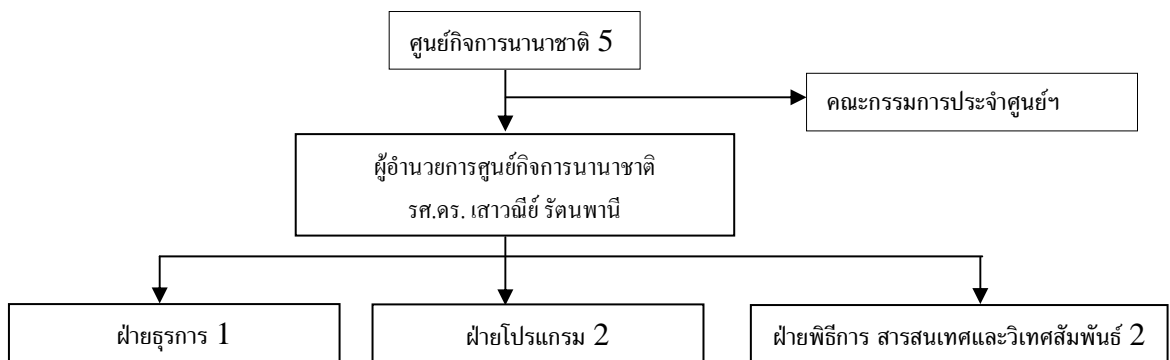 ศูนย์กิจการนานาชาติ 5
คณะกรรมการประจำศูนย์ฯ
ผู้อำนวยการศูนย์กิจการนานาชาติ
รศ.ดร. เสาวณีย์ รัตนพานี
ฝ่ายธุรการ 1
ฝ่ายโปรแกรม 2
ฝ่ายพิธีการ สารสนเทศและวิเทศสัมพันธ์ 2